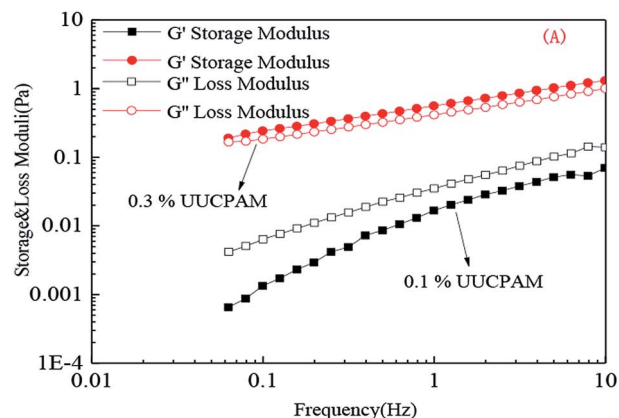 10
G' Storage Modulus
(A)
G' Storage Modulus
1
G" Loss Modulus
G" Loss Modulus
0.1
0.3 % UUCPAM
0.01
0.001
0.1 % UUCPAM
1E-4
0.01 0.1 1 10
Storage&Loss Moduli(Pa)
Frequency(Hz)